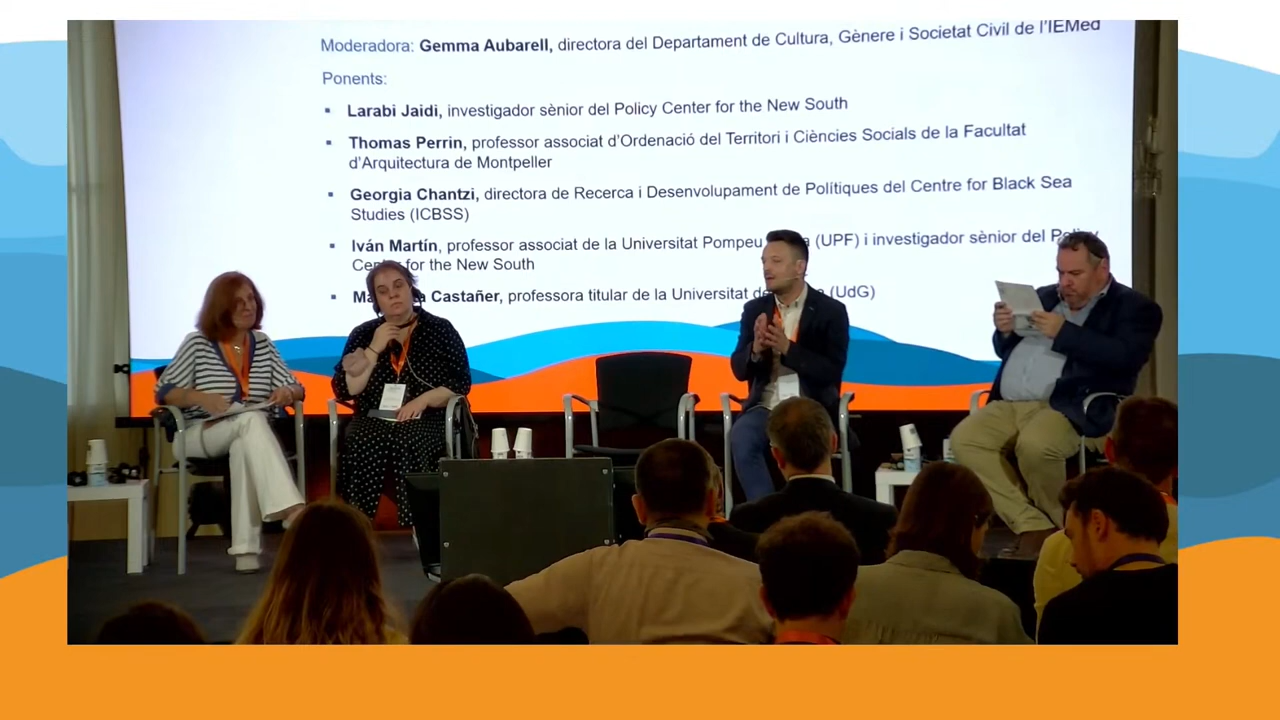 Moderadora: Gemma Aubarell, directora del Departament de Cultura, Gènere i Societat Civil de l'IEMed
Ponents:
▪ Larabi Jaidi, investigador sènior del Policy Center for the New South
▪ Thomas Perrin, professor associat d'Ordenació del Territori i Ciències Socials de la Facultat
d'Arquitectura de Montpeller
▪ Georgia Chantzi, directora de Recerca i Desenvolupament de Polítiques del Centre for Black Sea
Studies (ICBSS)
▪ Iván Martín, professor associat de la Universitat Pompeu (UPF) i investigador sènior del
for the New South
▪ Castañer, professora titular de la Universitat (UdG)